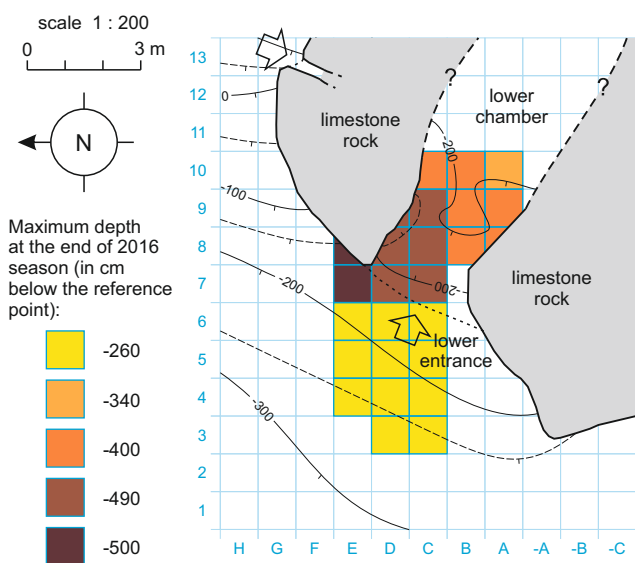 scale 1 : 200
0 3 m
N
Maximum depth
at the end of 2016
season (in cm
below the reference
point):
-260
-340
-400
-490
-500
13
12
11
10
9
8
7
6
5
4
3
2
1
H G F E D C B A -A -B -C
0
-100
-200
-300
-200
200
limestone
rock
?
?
lower
chamber
limestone
rock
lower
entrance